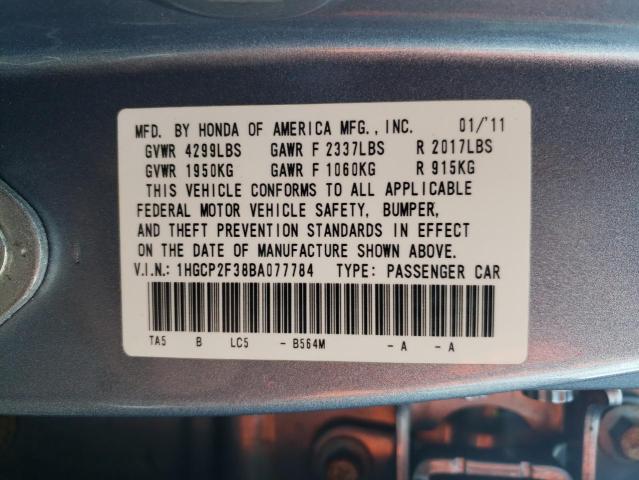 MFD. BY HONDA OF AMERICA MFG., INC. 01/'11
GVWR 4299LBS GAWR F 2337LBS R 2017LBS
GVWR 1950KG GAWR F 1060KG R 915KG
THIS VEHICLE CONFORMS TO ALL APPLICABLE
FEDERAL MOTOR VEHICLE SAFETY, BUMPER,
AND THEFT PREVENTION STANDARDS IN EFFECT
ON THE DATE OF MANUFACTURE SHOWN ABOVE.
V.I.N.: 1HGCP2F38BA077784 TYPE: PASSENGER CAR
TA5 B LC5 - B564M - A - A